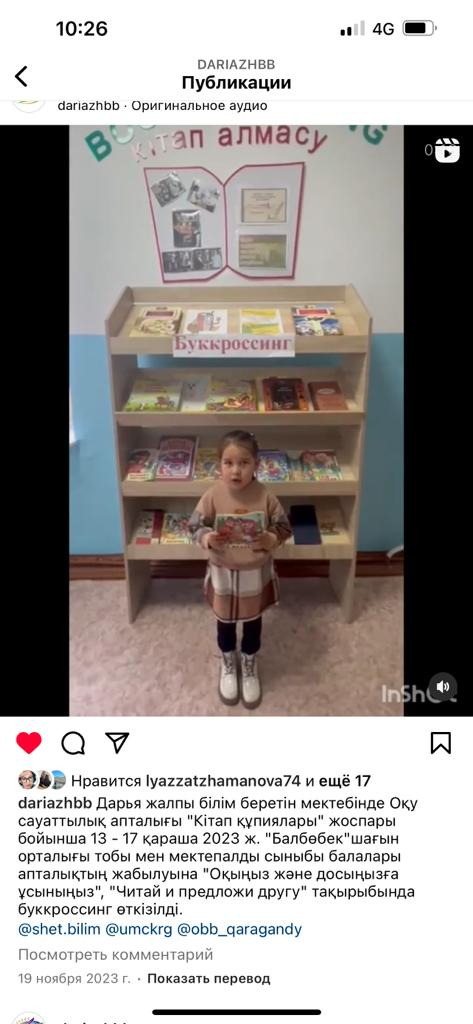 10:26
4G
DARIAZHBB
Публикации
dariazhbb · Оригинальное аудио
кітап алмасу
Буккроссинг
InShOt
Нравится lyazzatzhamanova74 и ещё 17
dariazhbb Дарья жалпы білім беретін мектебінде Оқу
сауаттылық апталығы "Кітап құпиялары" жоспары
бойынша 13 - 17 қараша 2023 ж. "Балбөбек"шағын
орталығы тобы мен мектепалды сыныбы балалары
апталықтың жабылуына "Оқыңыз және досыңызға
ұсыныңыз", "Читай и предложи другу" тақырыбында
буккроссинг өткізілді.
@shet.bilim @umckrg @obb_qaragandy
Посмотреть комментарий
19 ноября 2023 г. · Показать перевод